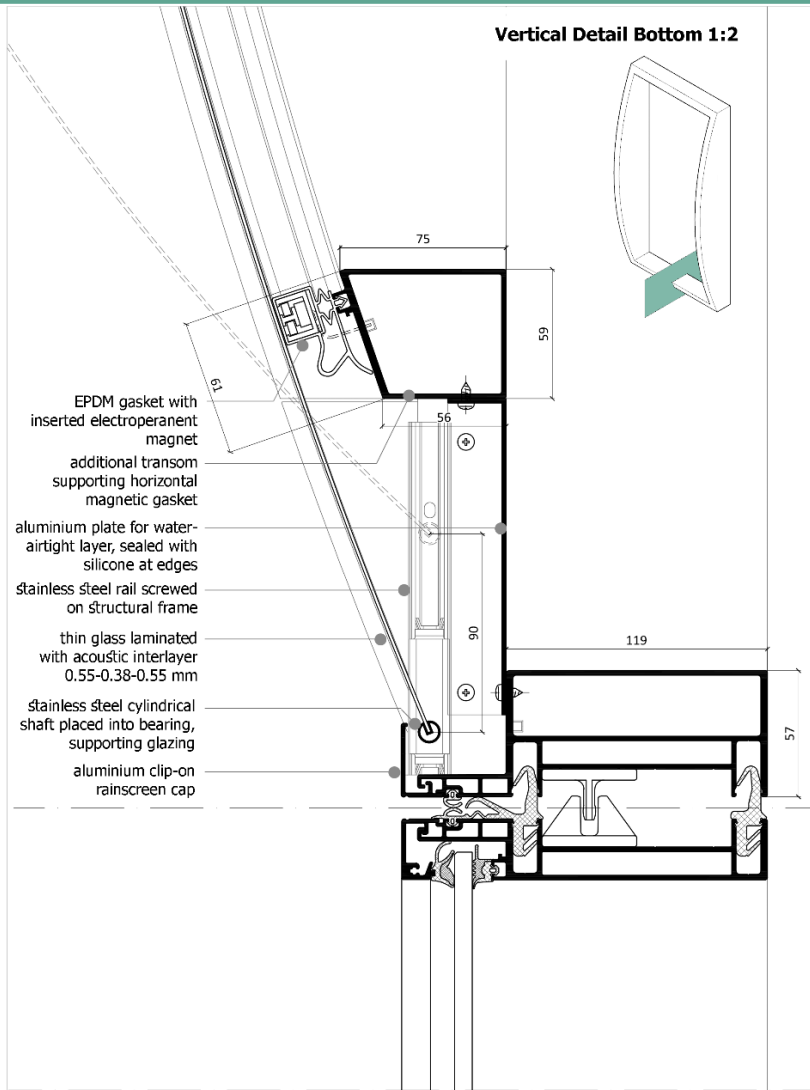 Vertical Detail Bottom 1:2
75
59
61
EPDM gasket with
inserted electroperanent
magnet
56
additional transom
supporting horizontal
magnetic gasket
aluminium plate for water-
airtight layer, sealed with
silicone at edges
stainless steel rail screwed
on structural frame
90
thin glass laminated
with acoustic interlayer
0.55-0.38-0.55 mm
119
stainless steel cylindrical
shaft placed into bearing,
supporting glazing
57
aluminium clip-on
rainscreen cap